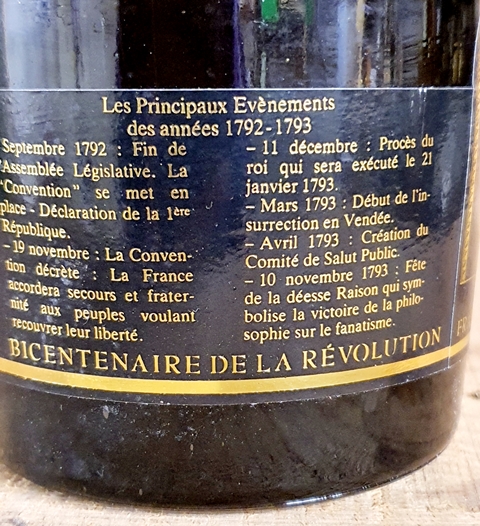 Les Principaux Evènements
des années 1792-1793
Septembre 1792 : Fin de
Assemblée Législative. La
"Convention" se met en
place - Déclaration de la 1ère
République.
– 19 novembre : La Conven-
tion décrète : La France
accordera secours et frater-
nité aux peuples voulant
recouvrer leur liberté.
– 11 décembre : Procès du
roi qui sera exécuté le 21
janvier 1793.
– Mars 1793 : Début de l'in-
surrection en Vendée.
– Avril 1793 : Création du
Comité de Salut Public.
– 10 novembre 1793 : Fête
de la déesse Raison qui sym-
bolise la victoire de la philo-
sophie sur le fanatisme.
BICENTENAIRE DE LA RÉVOLUTION